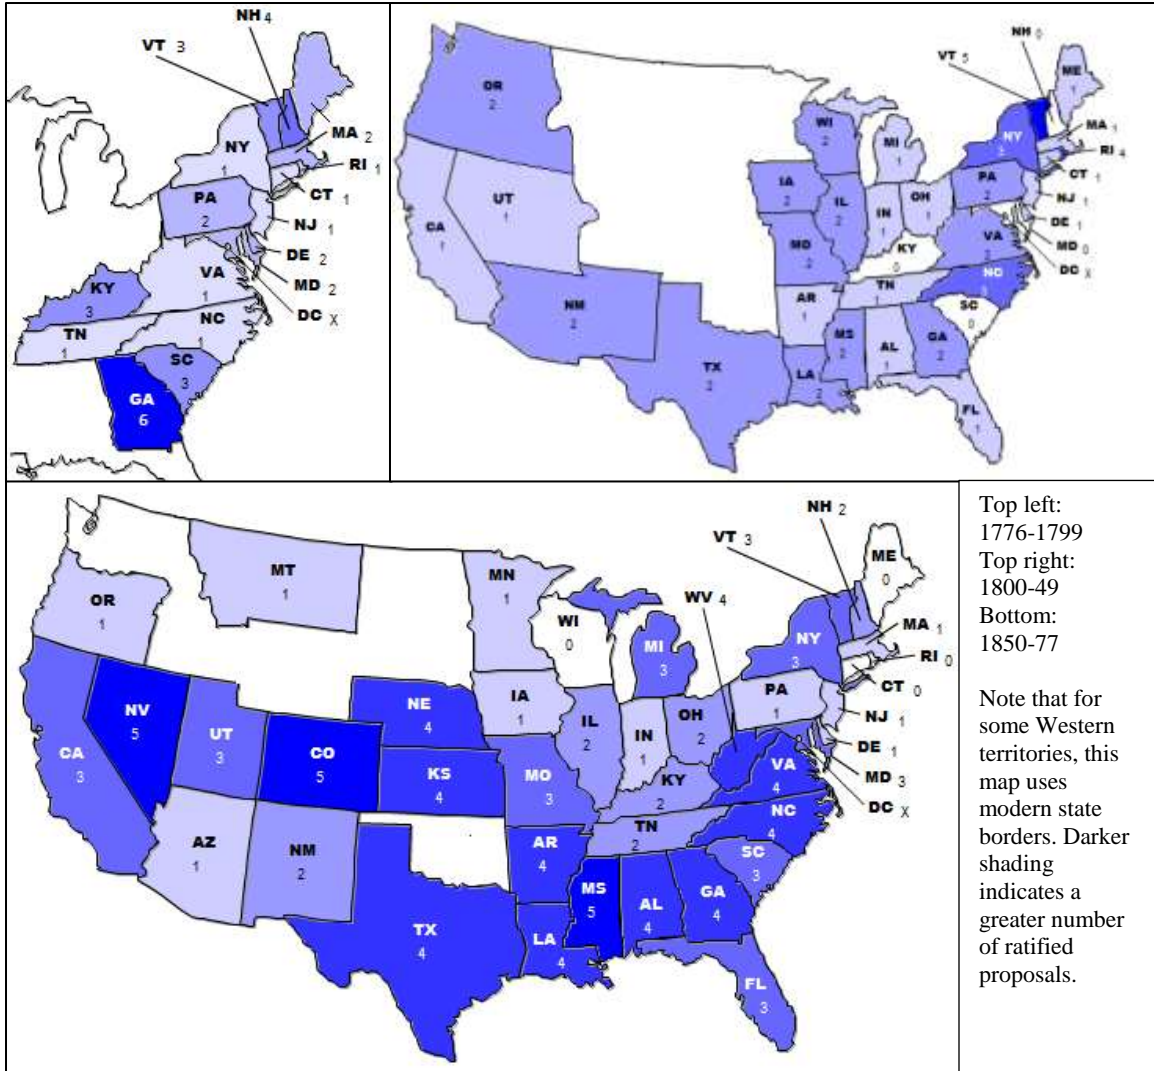 NH 4
VT 3
MA 2
NY
1
RI 1
CT 1
PA
2
NJ 1
DE 2
VA
1
MD 2
KY
3
DC X
NC
1
TN
1
SC
3
GA
6
NH 0
VT 5
ME
1
OR
2
MA 1
WI
2
NY
3
MI
1
RI 4
CT 1
IA
2
PA
2
UT
1
IL
2
IN
1
OH
1
NJ 1
DE 1
CA
1
MO
2
KY
0
VA
2
MD 0
DC X
NC
3
TN
1
AR
1
NM
2
SC
0
MS
2
AL
1
GA
2
TX
2
LA
2
FL
1
NH 2
VT 3
ME
0
MT
1
MN
1
OR
1
WV 4
WI
0
MA 1
NY
3
RI 0
MI
3
CT 0
PA
1
NE
4
IA
1
NJ 1
NV
5
IL
2
OH
2
IN
1
DE 1
UT
3
CA
3
CO
5
KS
4
MO
3
VA
4
MD 3
KY
2
DC X
NC
4
TN
2
AZ
1
NM
2
AR
4
SC
3
MS
5
AL
4
GA
4
TX
4
LA
4
FL
3
Top left:
1776-1799
Top right:
1800-49
Bottom:
1850-77
Note that for
some Western
territories, this
map uses
modern state
borders. Darker
shading
indicates a
greater number
of ratified
proposals.